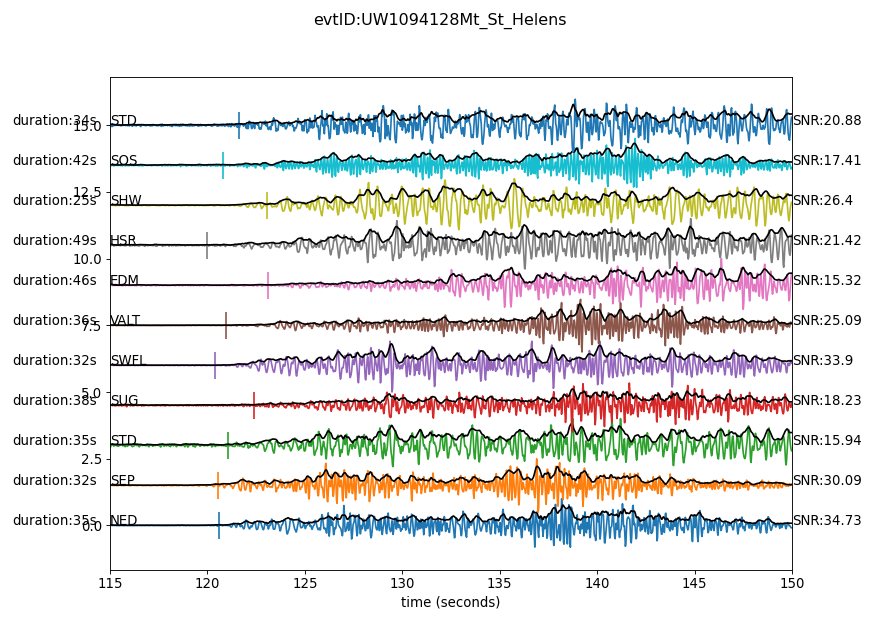 evtID:UW1094128Mt_St_Helens
duration:34s STD SNR:20.88
15.0
duration:42s SOS SNR:17.41
12.5
duration:25s SHW SNR:26.4
duration:49s HSR SNR:21.42
10.0
duration:46s EDM SNR:15.32
duration:36s VALT SNR:25.09
7.5
duration:32s SWFL SNR:33.9
5.0
duration:38s SUG SNR:18.23
duration:35s STD SNR:15.94
2.5
duration:32s SEP SNR:30.09
duration:35s NED SNR:34.73
0.0
115 120 125 130 135 140 145 150
time (seconds)